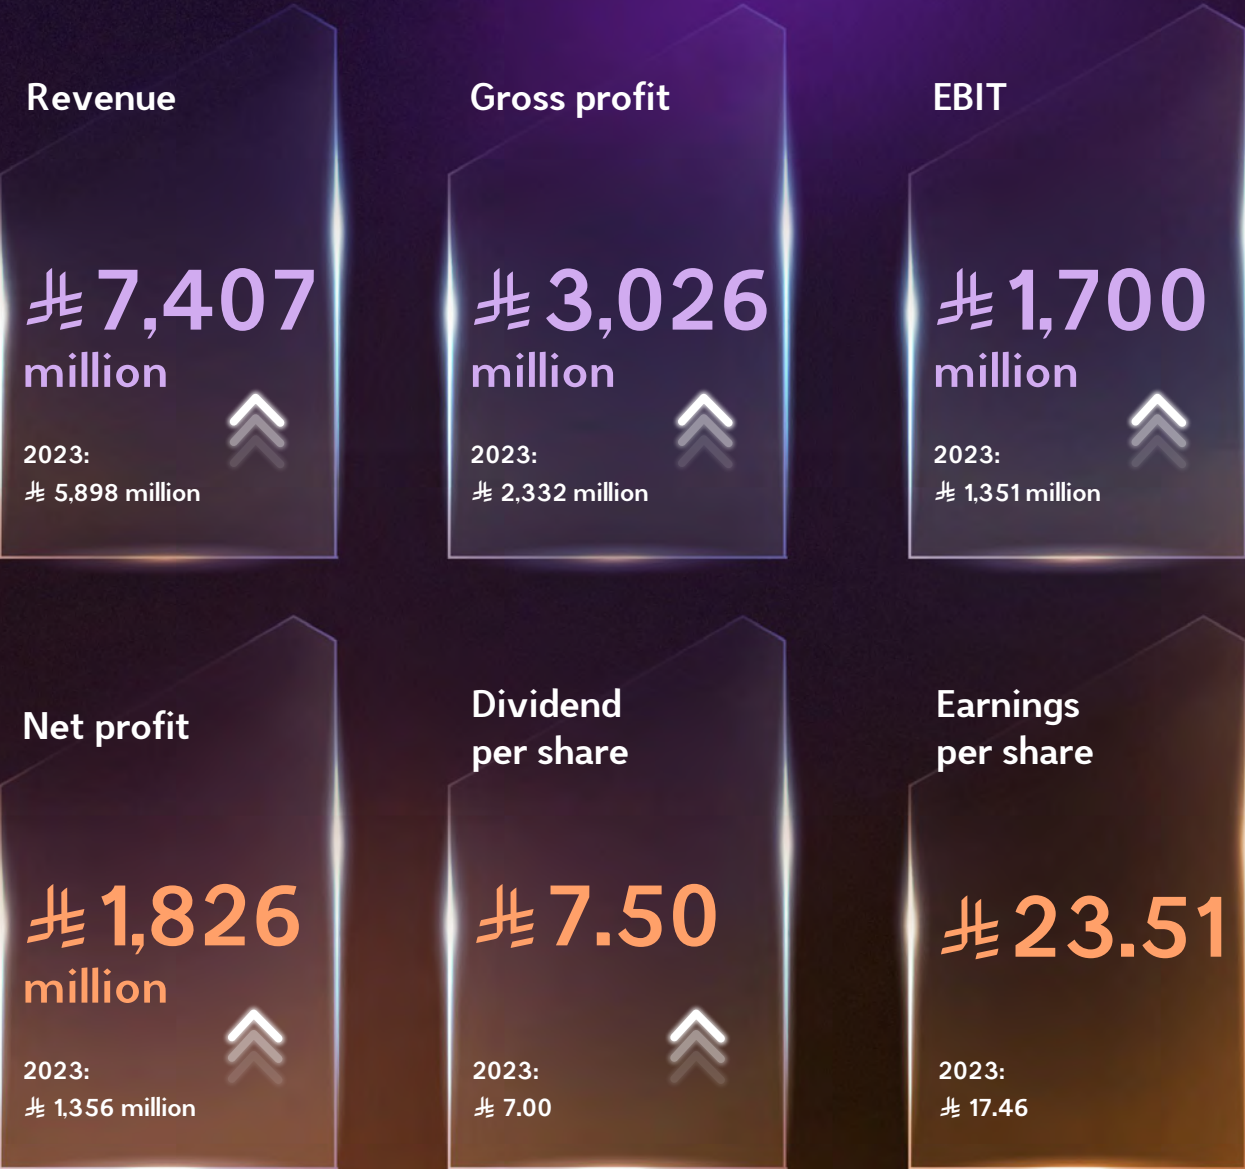 Revenue
⃁ 7,407
million
2023:
⃁ 5,898 million
Gross profit
⃁ 3,026
million
2023:
⃁ 2,332 million
EBIT
⃁ 1,700
million
2023:
⃁ 1,351 million
Net profit
⃁ 1,826
million
2023:
⃁ 1,356 million
Dividend
per share
⃁ 7.50
2023:
⃁ 7.00
Earnings
per share
⃁ 23.51
2023:
⃁ 17.46